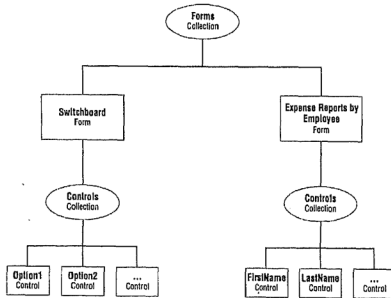 Forms
Collection
Switchboard
Form
Expense Reports by
Employee
Form
Controls
Collection
Controls
Collection
Option1
Control
Option2
Control
...
Control
FirstName
Control
LastName
Control
...
Control